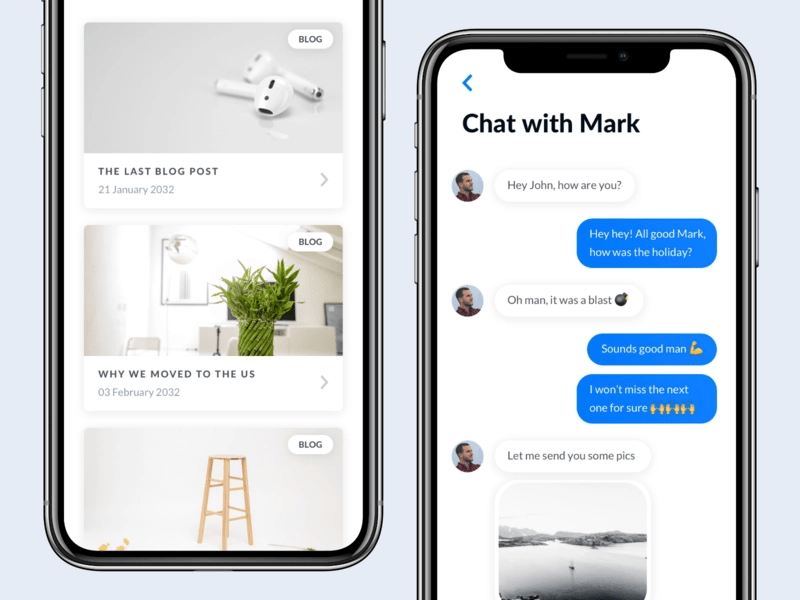 BLOG
THE LAST BLOG POST
21 January 2032
BLOG
WHY WE MOVED TO THE US
03 February 2032
BLOG
Chat with Mark
Hey John, how are you?
Hey hey! All good Mark,
how was the holiday?
Oh man, it was a blast 💣
Sounds good man 💪
I won't miss the next
one for sure 🙌🙌🙌
Let me send you some pics